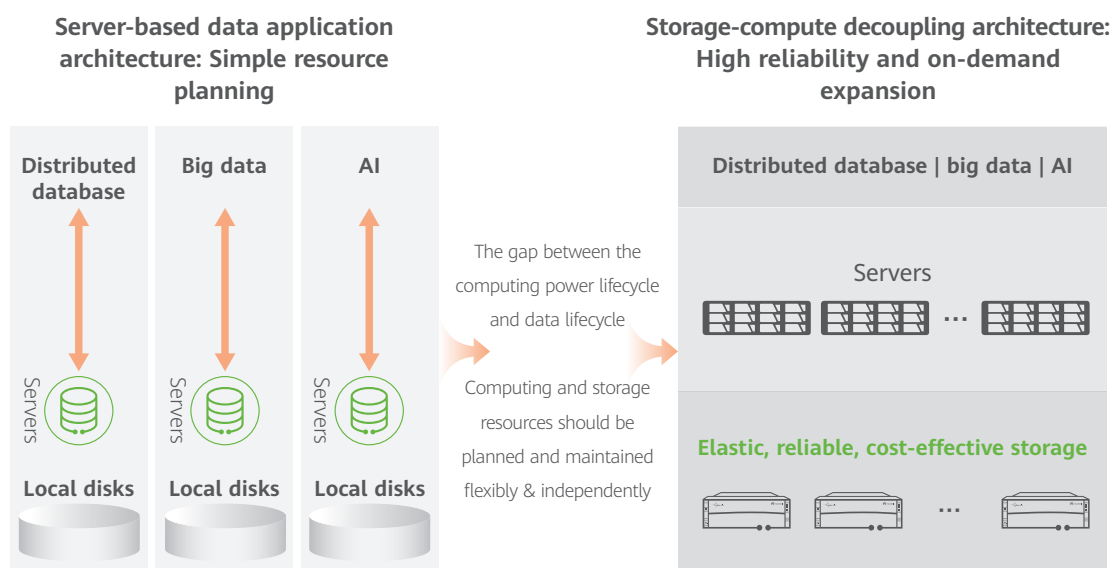 Server-based data application
architecture: Simple resource
planning
Distributed
database
Servers
Local disks
Big data
Servers
Local disks
AI
Servers
Local disks
The gap between the
computing power lifecycle
and data lifecycle
Computing and storage
resources should be
planned and maintained
flexibly & independently
Storage-compute decoupling architecture:
High reliability and on-demand
expansion
Distributed database | big data | AI
Servers
...
Elastic, reliable, cost-effective storage
...